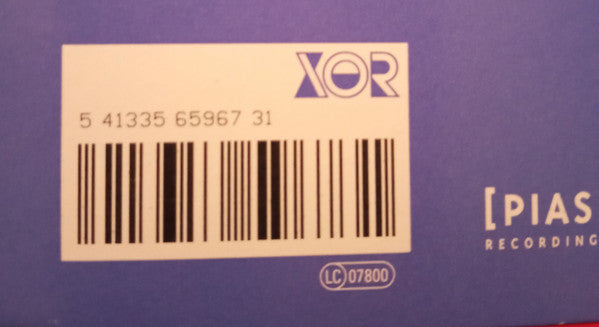 XOR
5 41335 65967 31
[PIAS
RECORDING
LC 07800